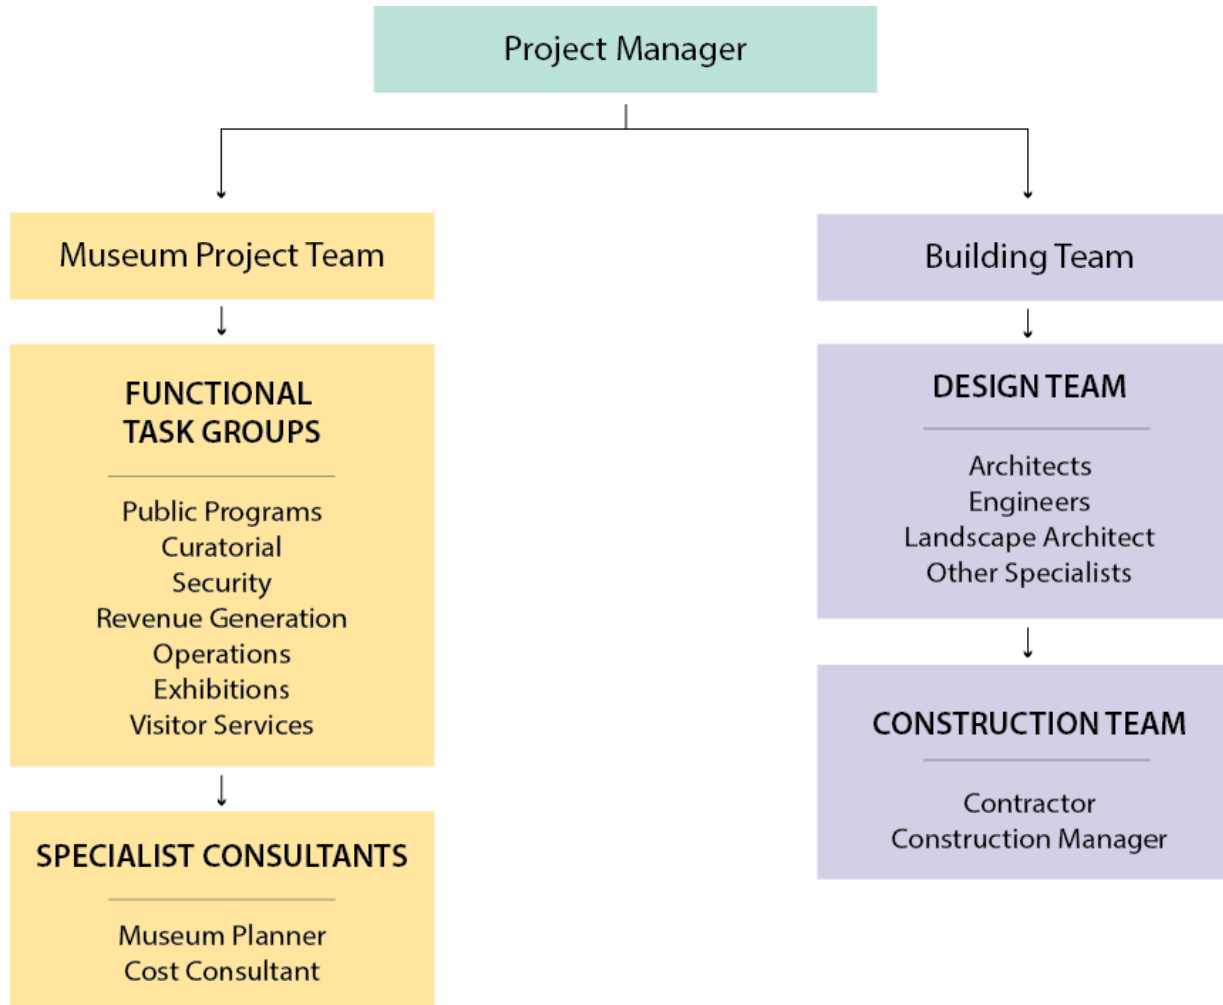 Project Manager
Museum Project Team
FUNCTIONAL
TASK GROUPS
Public Programs
Curatorial
Security
Revenue Generation
Operations
Exhibitions
Visitor Services
SPECIALIST CONSULTANTS
Museum Planner
Cost Consultant
Building Team
DESIGN TEAM
Architects
Engineers
Landscape Architect
Other Specialists
CONSTRUCTION TEAM
Contractor
Construction Manager